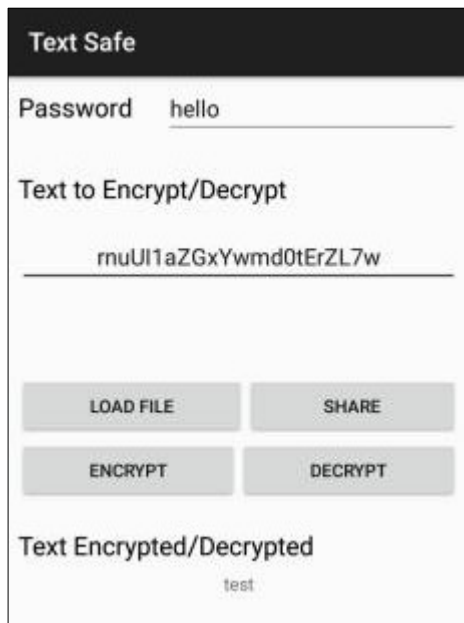 Text Safe
Password hello
Text to Encrypt/Decrypt
rnuUI1aZGxYwmd0tErZL7w
LOAD FILE SHARE
ENCRYPT DECRYPT
Text Encrypted/Decrypted
test